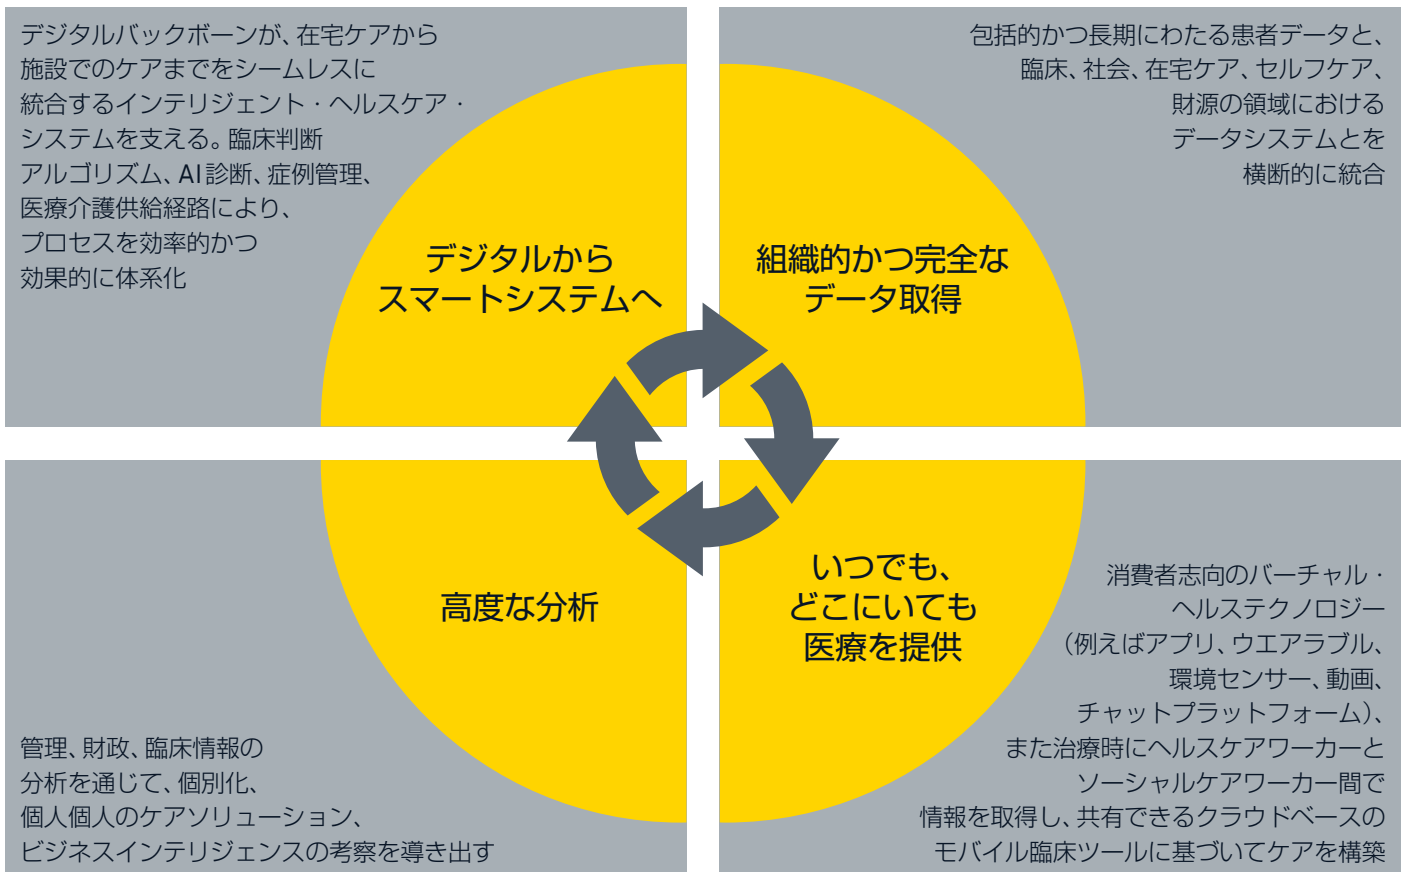 デジタルバックボーンが、在宅ケアから
施設でのケアまでをシームレスに
統合するインテリジェント・ヘルスケア・
システムを支える。臨床判断
アルゴリズム、AI診断、症例管理、
医療介護供給経路により、
プロセスを効率的かつ
効果的に体系化
デジタルから
スマートシステムへ
包括的かつ長期にわたる患者データと、
臨床、社会、在宅ケア、セルフケア、
財源の領域における
データシステムとを
横断的に統合
組織的かつ完全な
データ取得
高度な分析
管理、財政、臨床情報の
分析を通じて、個別化、
個人個人のケアソリューション、
ビジネスインテリジェンスの考察を導き出す
いつでも、
どこにいても
医療を提供
消費者志向のバーチャル・
ヘルステクノロジー
（例えばアプリ、ウエアラブル、
環境センサー、動画、
チャットプラットフォーム）、
また治療時にヘルスケアワーカーと
ソーシャルケアワーカー間で
情報を取得し、共有できるクラウドベースの
モバイル臨床ツールに基づいてケアを構築